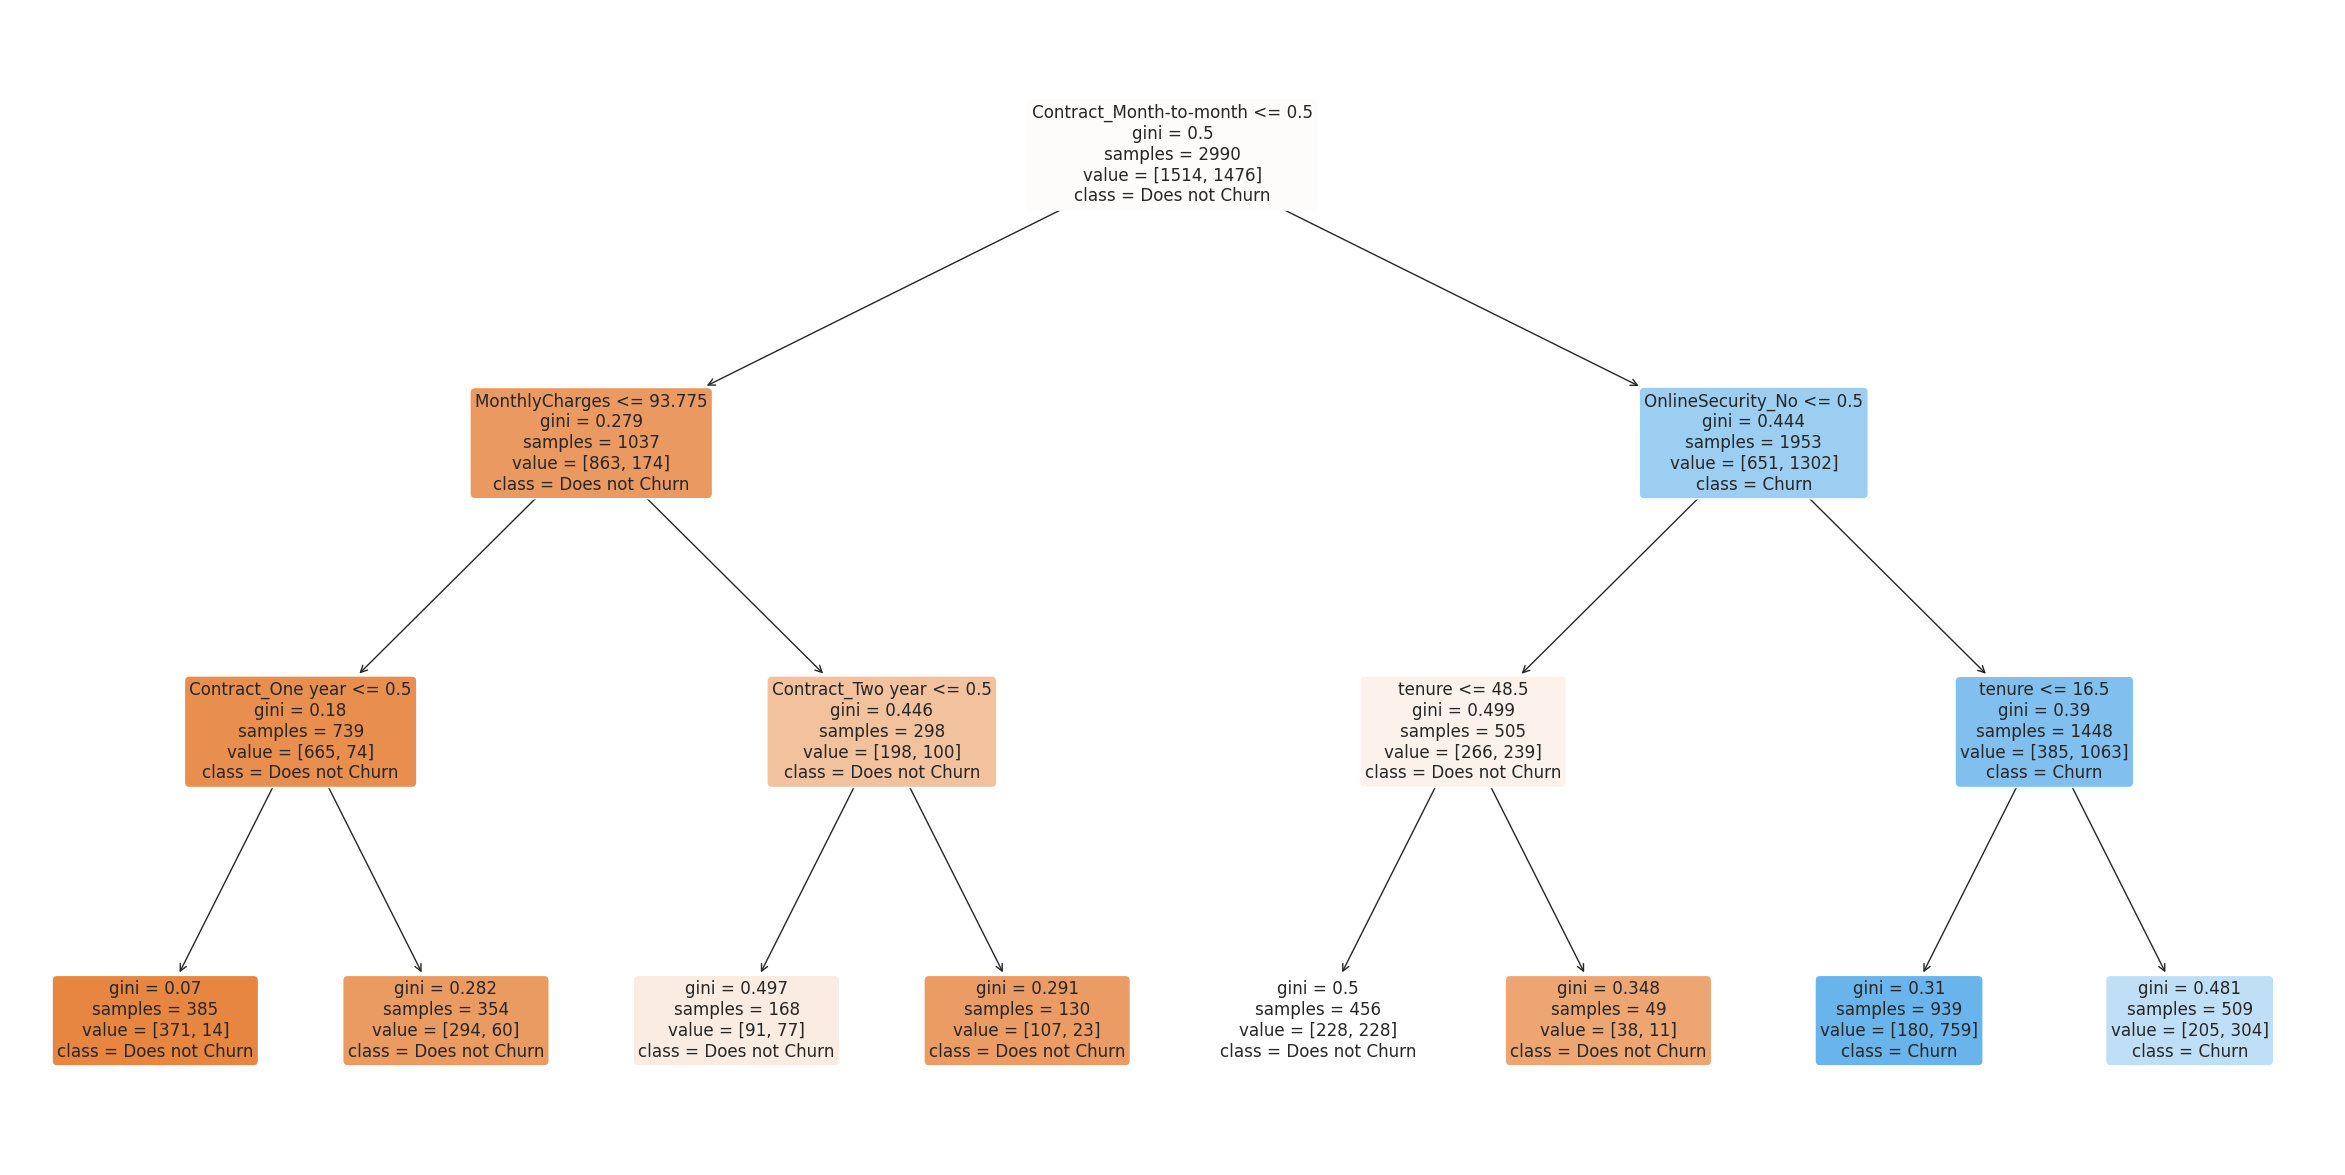 Contract_Month-to-month <= 0.5
gini = 0.5
samples = 2990
value = [1514, 1476]
class = Does not Churn
MonthlyCharges <= 93.775
gini = 0.279
samples = 1037
value = [863, 174]
class = Does not Churn
OnlineSecurity_No <= 0.5
gini = 0.444
samples = 1953
value = [651, 1302]
class = Churn
Contract_One year <= 0.5
gini = 0.18
samples = 739
value = [665, 74]
class = Does not Churn
Contract_Two year <= 0.5
gini = 0.446
samples = 298
value = [198, 100]
class = Does not Churn
tenure <= 48.5
gini = 0.499
samples = 505
value = [266, 239]
class = Does not Churn
tenure <= 16.5
gini = 0.39
samples = 1448
value = [385, 1063]
class = Churn
gini = 0.07
samples = 385
value = [371, 14]
class = Does not Churn
gini = 0.282
samples = 354
value = [294, 60]
class = Does not Churn
gini = 0.497
samples = 168
value = [91, 77]
class = Does not Churn
gini = 0.291
samples = 130
value = [107, 23]
class = Does not Churn
gini = 0.5
samples = 456
value = [228, 228]
class = Does not Churn
gini = 0.348
samples = 49
value = [38, 11]
class = Does not Churn
gini = 0.31
samples = 939
value = [180, 759]
class = Churn
gini = 0.481
samples = 509
value = [205, 304]
class = Churn